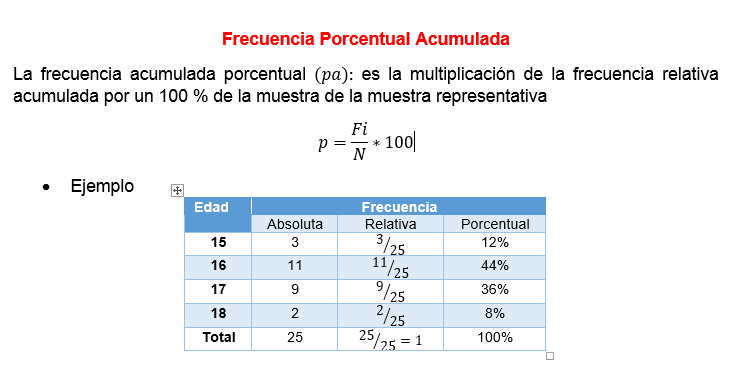 Frecuencia Porcentual Acumulada
La frecuencia acumulada porcentual (pa): es la multiplicación de la frecuencia relativa
acumulada por un 100 % de la muestra de la muestra representativa
p = Fi/N * 100
• Ejemplo
Edad Frecuencia
Absoluta Relativa Porcentual
15 3 3/25 12%
16 11 11/25 44%
17 9 9/25 36%
18 2 2/25 8%
Total 25 25/25 = 1 100%